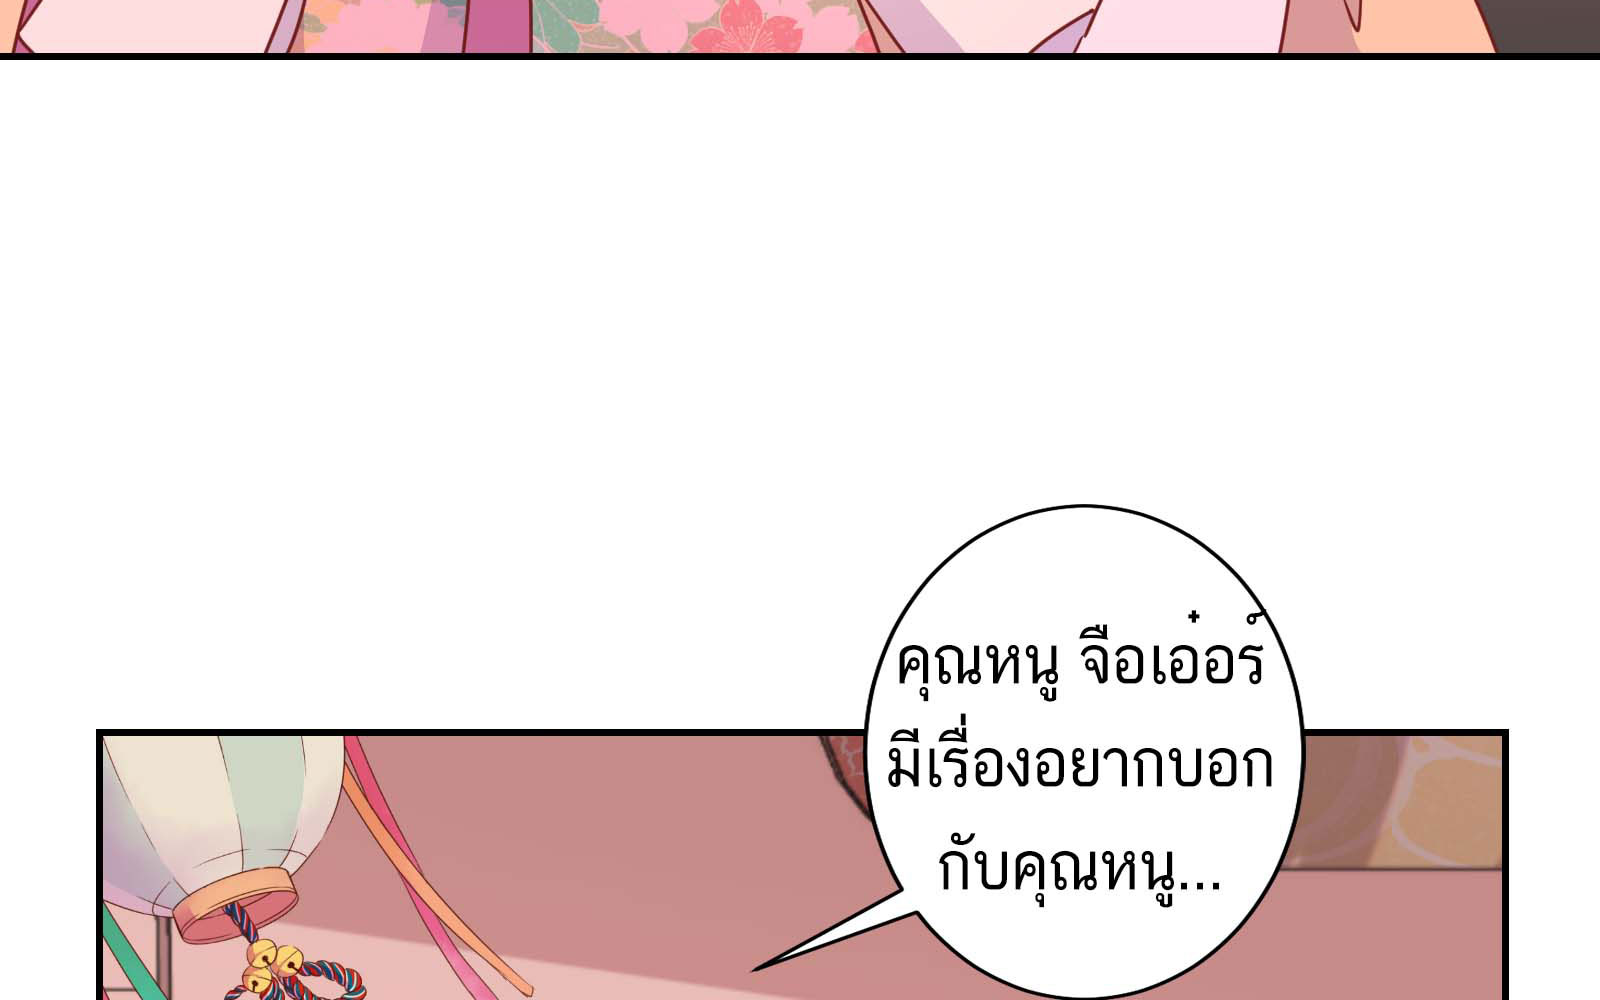 คุณหนู จือเอ๋อร์
มีเรื่องอยากบอก
กับคุณหนู...